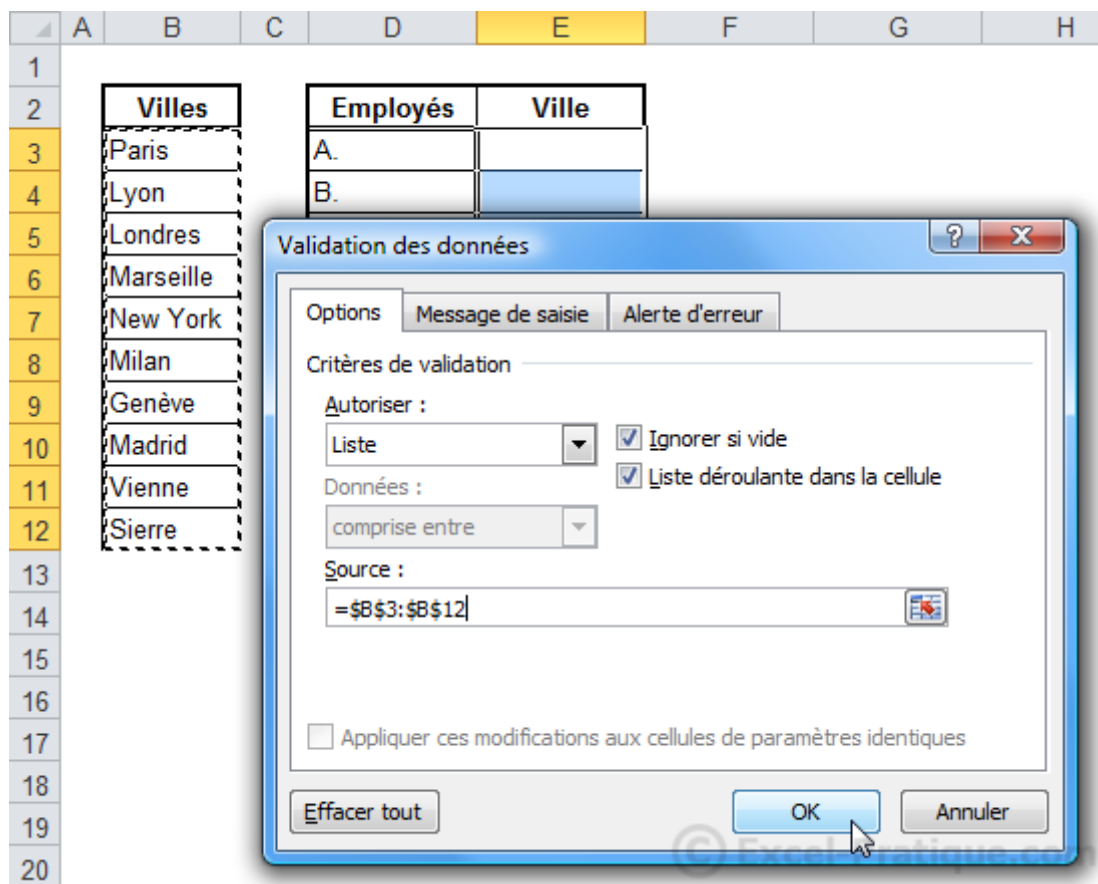 A B C D E F G H
1
2 Villes Employés Ville
3 Paris A.
4 Lyon B.
5 Londres
6 Marseille
7 New York
8 Milan
9 Genève
10 Madrid
11 Vienne
12 Sierre
13
14
15
16
17
18
19
20
Validation des données
Options Message de saisie Alerte d'erreur
Critères de validation
Autoriser :
Liste Ignorer si vide
Liste déroulante dans la cellule
Données :
comprise entre
Source :
=$B$3:$B$12
Appliquer ces modifications aux cellules de paramètres identiques
Effacer tout OK Annuler
© Excel-Pratique.com